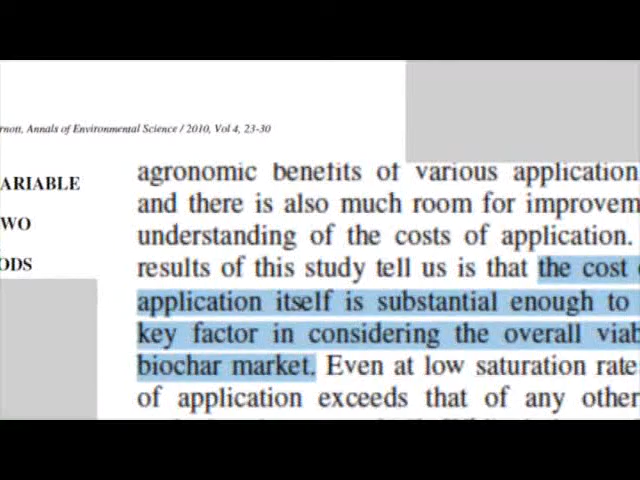 rnott, Annals of Environmental Science / 2010, Vol 4, 23-30
ARIABLE
WO
ODS
agronomic benefits of various application
and there is also much room for improvem
understanding of the costs of application.
results of this study tell us is that the cost
application itself is substantial enough to
key factor in considering the overall viab
biochar market. Even at low saturation rate
of application exceeds that of any other